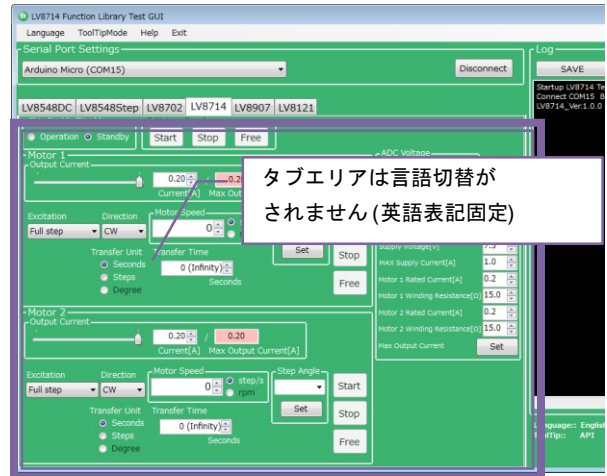 LV8714 Function Library Test GUI
Language ToolTipMode Help Exit
Serial Port Settings
Arduino Micro (COM15)
Disconnect
Log
SAVE
Startup LV8714 Te
Connect COM15 B
LV8714_Ver.1.0.0
LV8548DC LV8548Step LV8702 LV8714 LV8907 LV8121
Operation Standby
Start Stop Free
Motor 1
Output Current
0.20 / 0.20
Current[A] Max Out
ADC Voltage
タブエリアは言語切替が
されません (英語表記固定)
Excitation Direction Motor Speed
Full step CW 0
Transfer Unit Transfer Time
Seconds
Steps
Degree
0 (Infinity)
Seconds
Set
Stop
Free
Supply Voltage[V] 7.5
MAX Supply Current[A] 1.0
Motor 1 Rated Current[A] 0.2
Motor 1 Winding Resistance[Ω] 15.0
Motor 2 Rated Current[A] 0.2
Motor 2 Winding Resistance[Ω] 15.0
Max Output Current Set
Motor 2
Output Current
0.20 / 0.20
Current[A] Max Output Current[A]
Excitation Direction Motor Speed Step Angle
Full step CW 0 step/s
rpm
Start
Transfer Unit Transfer Time
Seconds
Steps
Degree
0 (Infinity)
Seconds
Set
Stop
Free
Language:: English
ToolTip:: API